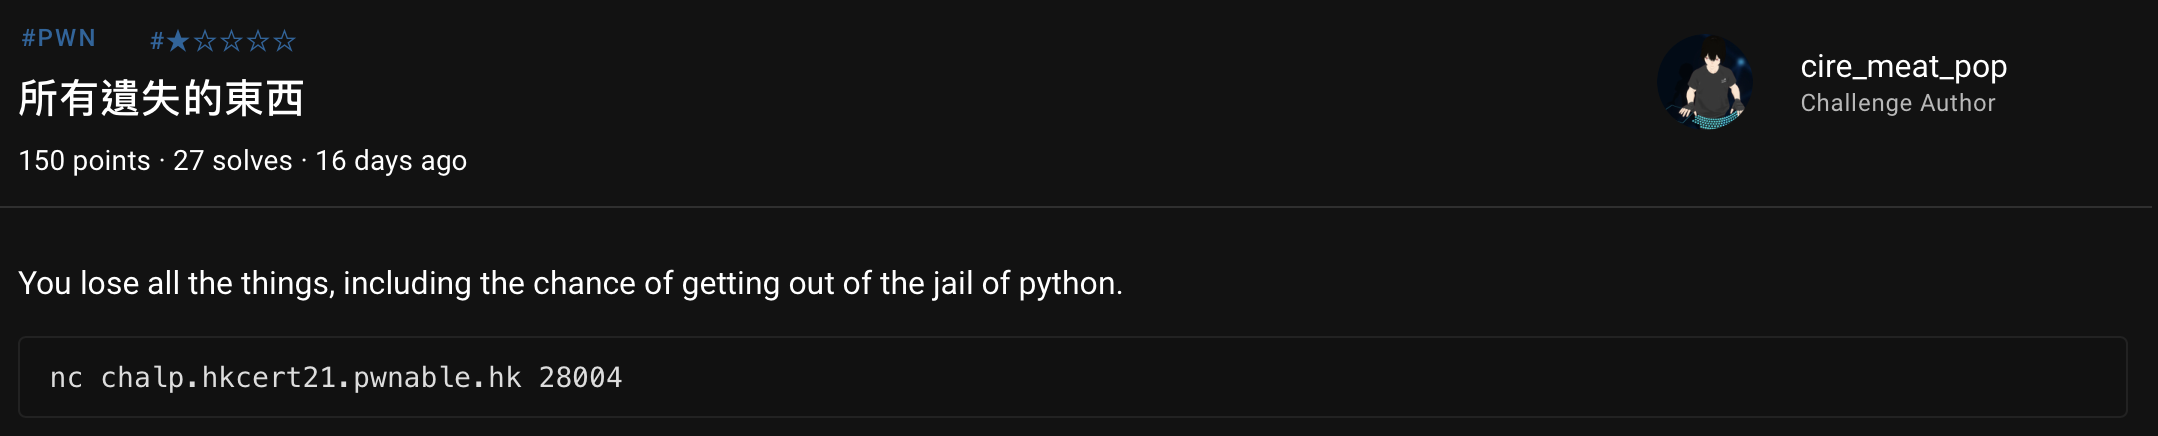 #PWN #★☆☆☆☆
所有遺失的東西
150 points · 27 solves · 16 days ago
cire_meat_pop
Challenge Author
You lose all the things, including the chance of getting out of the jail of python.
nc chalp.hkcert21.pwnable.hk 28004